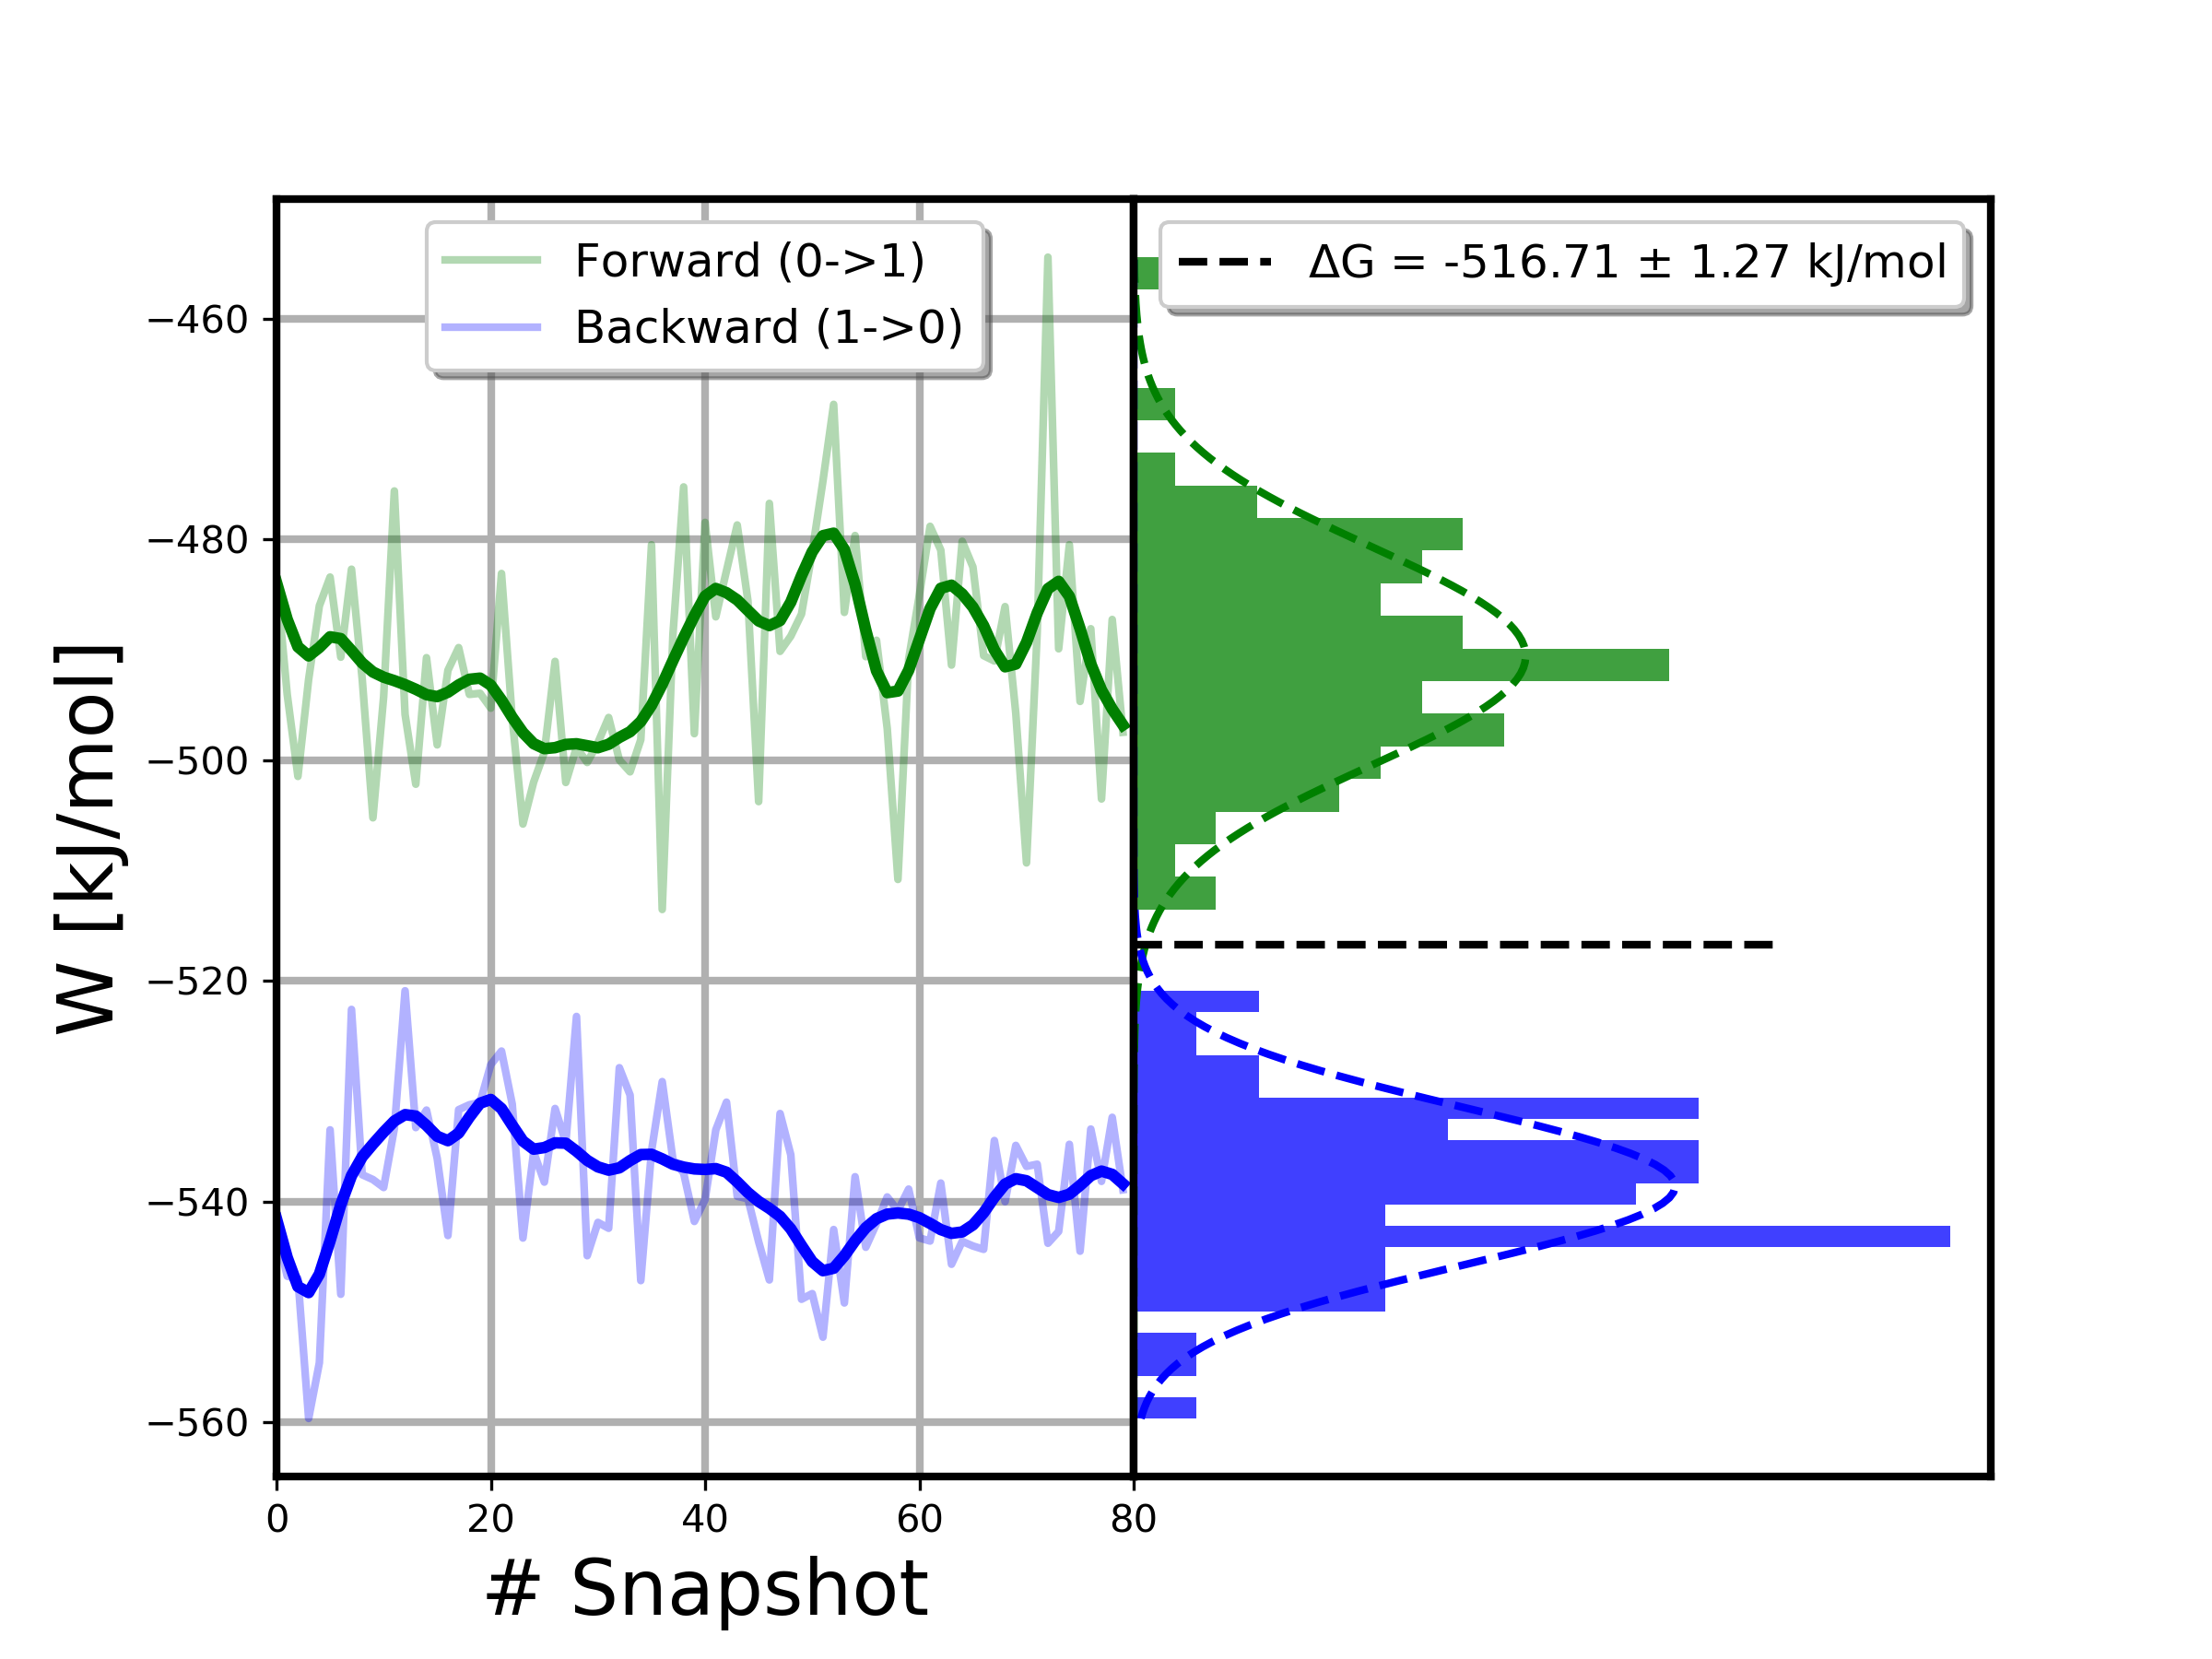 Forward (0->1)
Backward (1->0)
ΔG = -516.71 ± 1.27 kJ/mol
W [kJ/mol]
−460
−480
−500
−520
−540
−560
0 20 40 60 80
# Snapshot